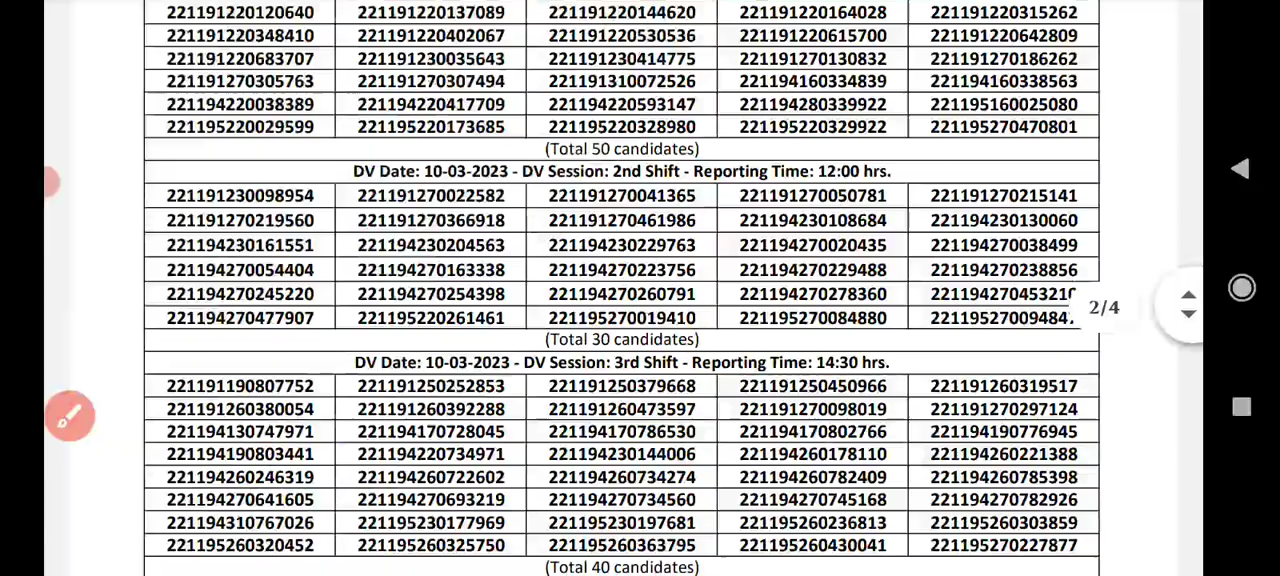 221191220120640 221191220137089 221191220144620 221191220164028 221191220315262
221191220348410 221191220402067 221191220530536 221191220615700 221191220642809
221191220683707 221191230035643 221191230414775 221191270130832 221191270186262
221191270305763 221191270307494 221191310072526 221194160334839 221194160338563
221194220038389 221194220417709 221194220593147 221194280339922 221195160025080
221195220029599 221195220173685 221195220328980 221195220329922 221195270470801
(Total 50 candidates)
DV Date: 10-03-2023 - DV Session: 2nd Shift - Reporting Time: 12:00 hrs.
221191230098954 221191270022582 221191270041365 221191270050781 221191270215141
221191270219560 221191270366918 221191270461986 221194230108684 221194230130060
221194230161551 221194230204563 221194230229763 221194270020435 221194270038499
221194270054404 221194270163338 221194270223756 221194270229488 221194270238856
221194270245220 221194270254398 221194270260791 221194270278360
2/4
221194270477907 221195220261461 221195270019410 221195270084880
(Total 30 candidates)
DV Date: 10-03-2023 - DV Session: 3rd Shift - Reporting Time: 14:30 hrs.
221191190807752 221191250252853 221191250379668 221191250450966 221191260319517
221191260380054 221191260392288 221191260473597 221191270098019 221191270297124
221194130747971 221194170728045 221194170786530 221194170802766 221194190776945
221194190803441 221194220734971 221194230144006 221194260178110 221194260221388
221194260246319 221194260722602 221194260734274 221194260782409 221194260785398
221194270641605 221194270693219 221194270734560 221194270745168 221194270782926
221194310767026 221195230177969 221195230197681 221195260236813 221195260303859
221195260320452 221195260325750 221195260363795 221195260430041 221195270227877
(Total 40 candidates)